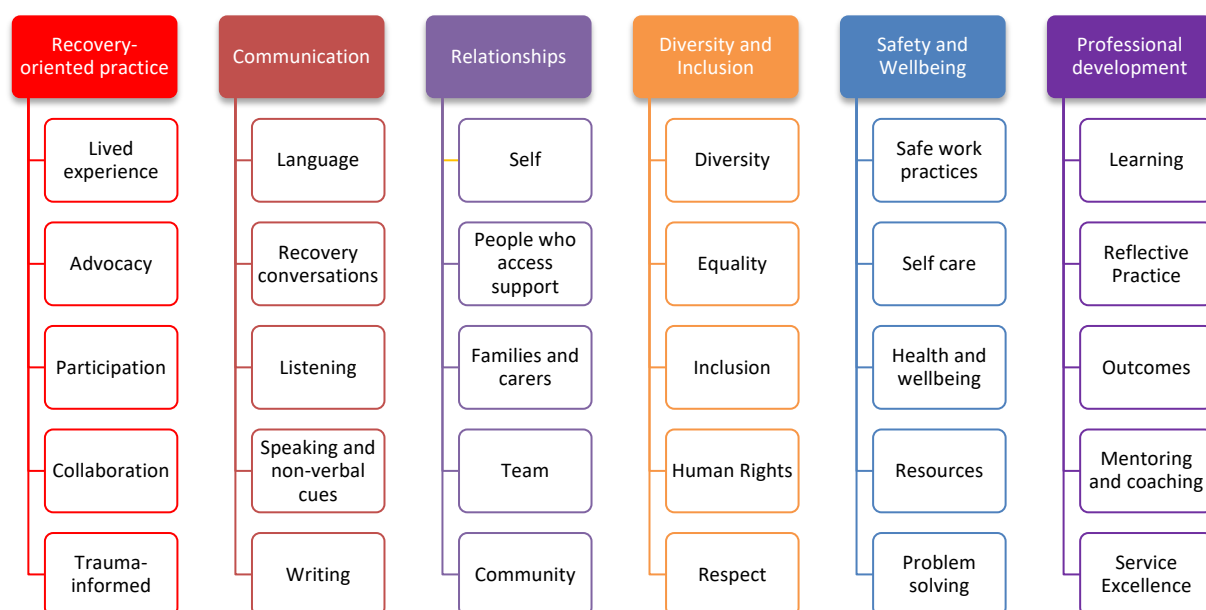 Recovery-
oriented practice
Lived
experience
Advocacy
Participation
Collaboration
Trauma-
informed
Communication
Language
Recovery
conversations
Listening
Speaking and
non-verbal
cues
Writing
Relationships
Self
People who
access
support
Families and
carers
Team
Community
Diversity and
Inclusion
Diversity
Equality
Inclusion
Human Rights
Respect
Safety and
Wellbeing
Safe work
practices
Self care
Health and
wellbeing
Resources
Problem
solving
Professional
development
Learning
Reflective
Practice
Outcomes
Mentoring
and coaching
Service
Excellence